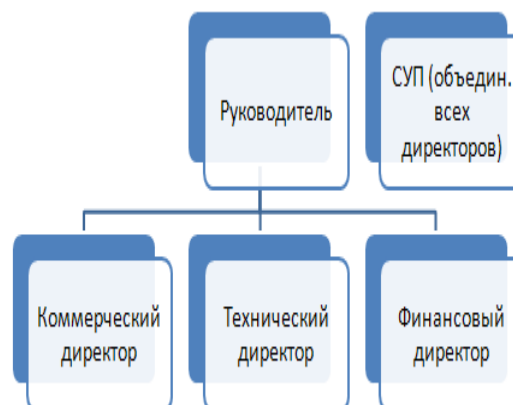 Руководитель
СУП (объедин.
всех
директоров)
Коммерческий
директор
Технический
директор
Финансовый
директор